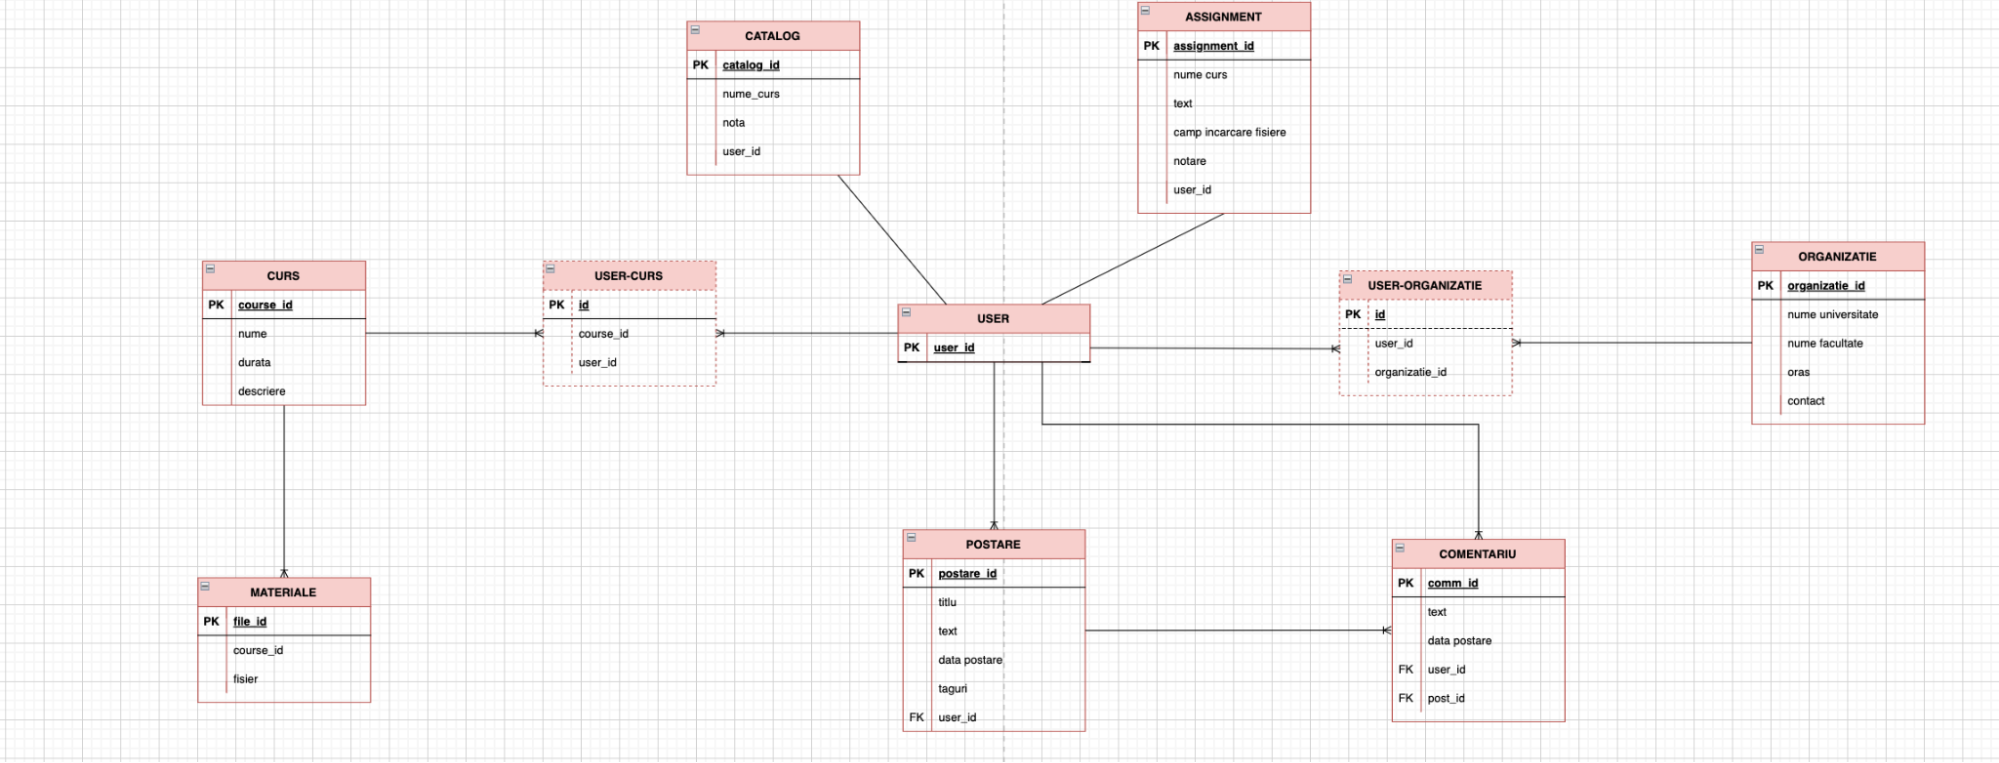 CATALOG
PK catalog_id
nume_curs
nota
user_id
ASSIGNMENT
PK assignment_id
nume curs
text
camp incarcare fisiere
notare
user_id
CURS
PK course_id
nume
durata
descriere
USER-CURS
PK id
course_id
user_id
USER
PK user_id
USER-ORGANIZATIE
PK id
user_id
organizatie_id
ORGANIZATIE
PK organizatie_id
nume universitate
nume facultate
oras
contact
MATERIALE
PK file_id
course_id
fisier
POSTARE
PK postare_id
titlu
text
data postare
taguri
FK user_id
COMENTARIU
PK comm_id
text
data postare
FK user_id
FK post_id